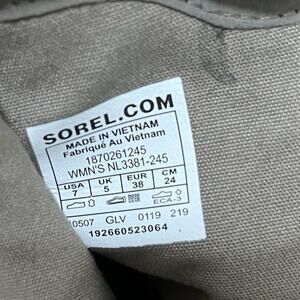 SOREL.COM
MADE IN VIETNAM
Fabriqué Au Vietnam
1870261245
WMN'S NL3381-245
USA UK EUR CM
7 5 38 24
ECA-3
0507 GLV 0119 219
192660523064